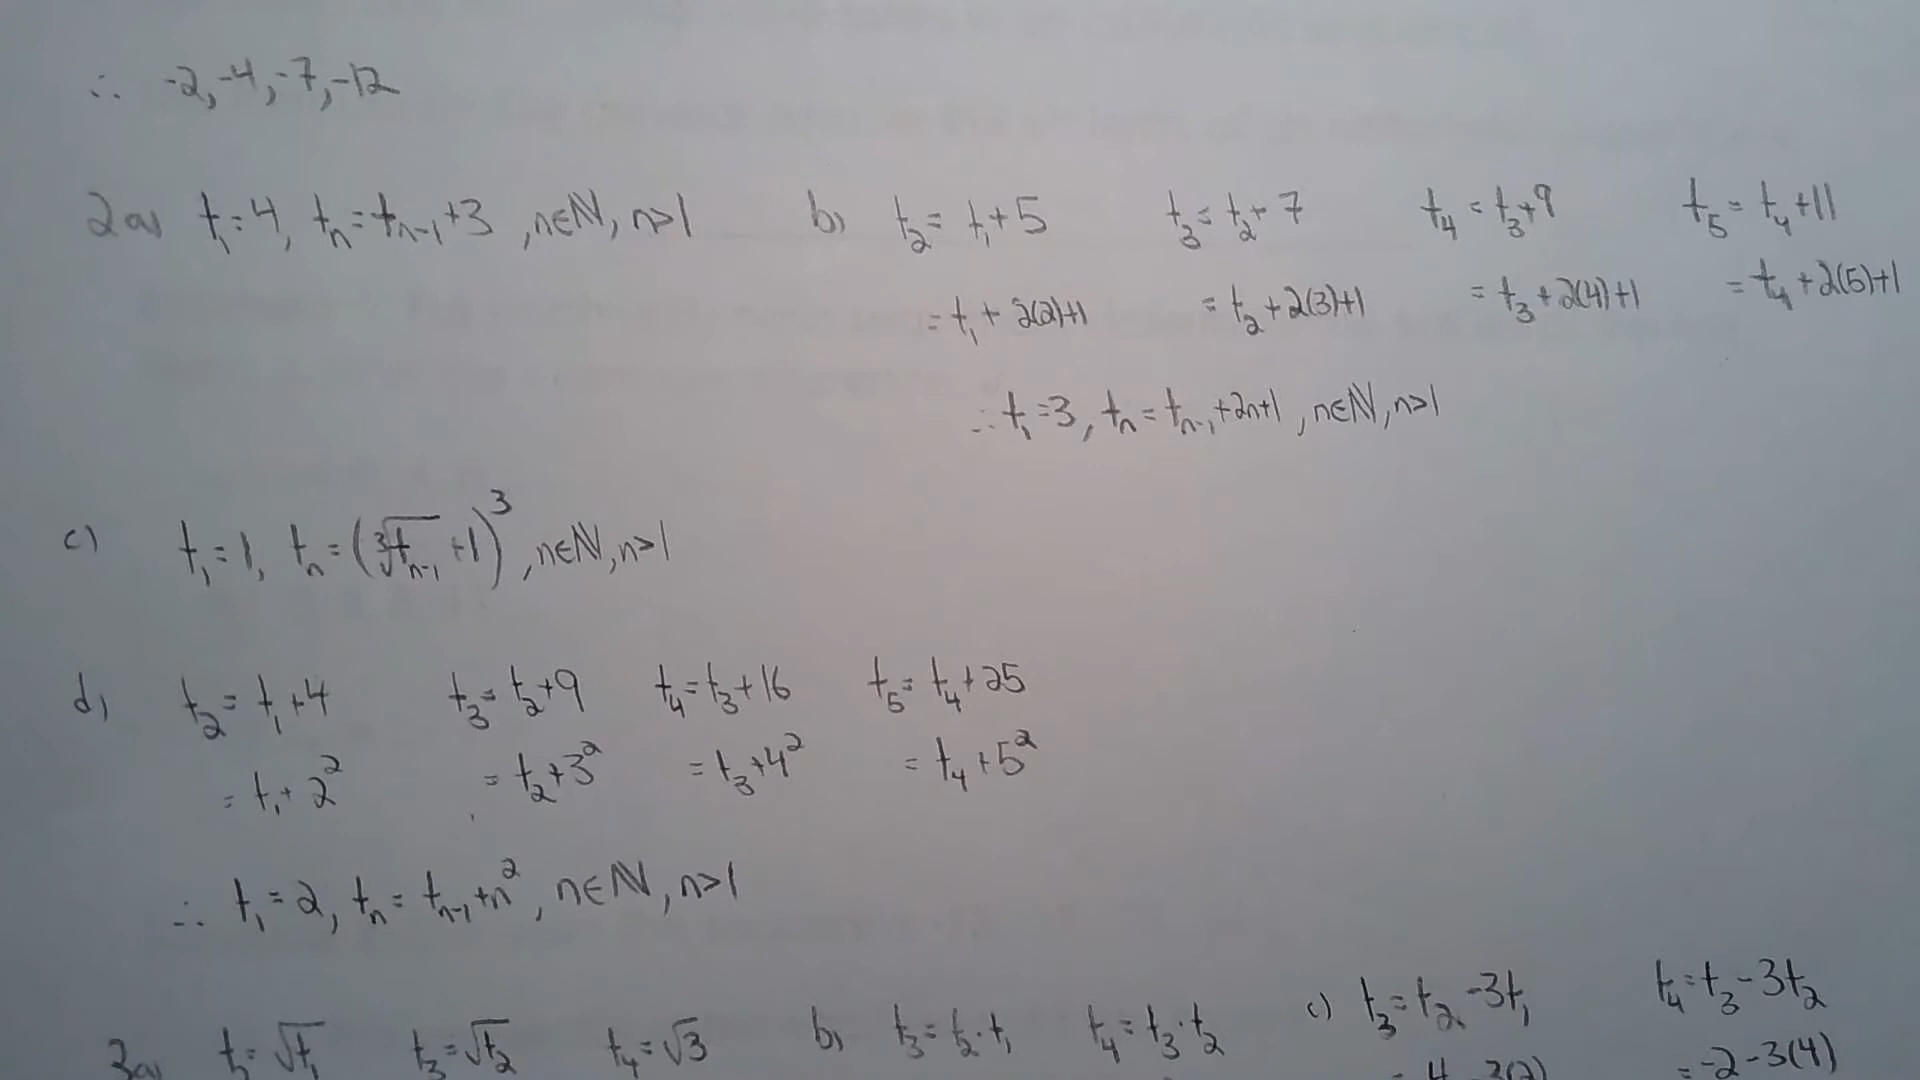 ∴ -2, -4, -7, -12
2a) t₁=4, tₙ=tₙ₋₁+3 , n∈ℕ, n>1
b) t₂= t₁+5 t₃= t₂+7 t₄= t₃+9 t₅= t₄+11
= t₁+ 2(2)+1 = t₂+2(3)+1 = t₃+2(4)+1 = t₄+2(5)+1
∴ t₁=3, tₙ= tₙ₋₁+2n+1 , n∈ℕ, n>1
c) t₁=1, tₙ=(∛tₙ₋₁ +1)³, n∈ℕ, n>1
d) t₂= t₁+4 t₃= t₂+9 t₄=t₃+16 t₅= t₄+25
= t₁+ 2² = t₂+3² = t₃+4² = t₄+5²
∴ t₁=2, tₙ= tₙ₋₁+n², n∈ℕ, n>1
3a) t₂=√t₁ t₃=√t₂ t₄=√3 b) t₃= t₂·t₁ t₄= t₃·t₂
c) t₃= t₂-3t₁ t₄=t₃-3t₂
= 4-3(2) = -2-3(4)